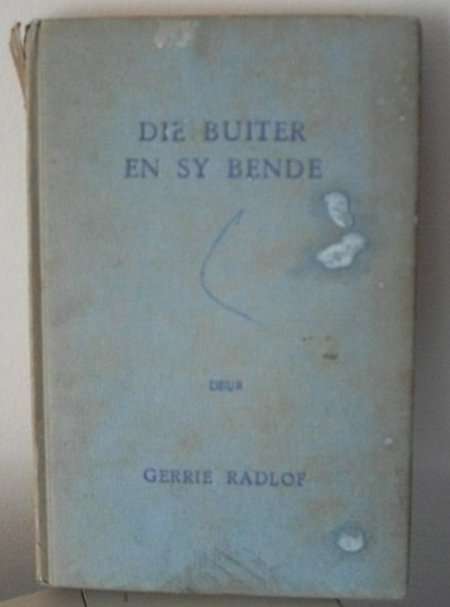 DIE BUITER
EN SY BENDE
DEUR
GERRIE RADLOF